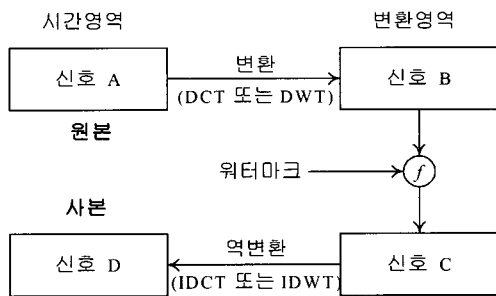 시간영역
변환영역
신호 A
변환
(DCT 또는 DWT)
신호 B
원본
워터마크
f
사본
신호 D
역변환
(IDCT 또는 IDWT)
신호 C